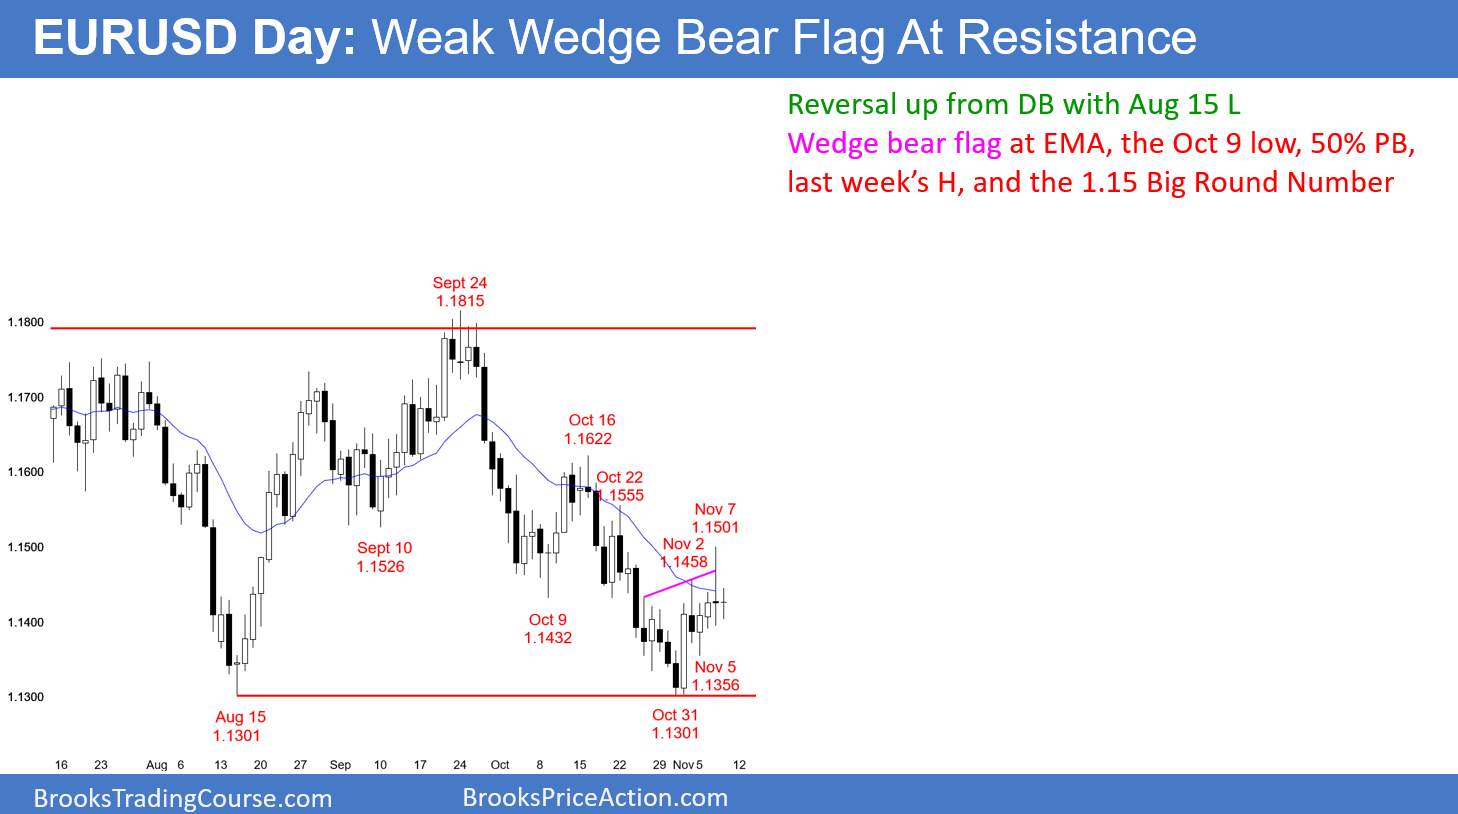 EURUSD Day: Weak Wedge Bear Flag At Resistance
Reversal up from DB with Aug 15 L
Wedge bear flag at EMA, the Oct 9 low, 50% PB,
last week’s H, and the 1.15 Big Round Number
Sept 24
1.1815
1.1800
1.1700
Oct 16
1.1622
1.1600
Oct 22
1.1555
Nov 7
1.1501
1.1500
Sept 10
1.1526
Nov 2
1.1458
1.1400
Oct 9
1.1432
Nov 5
1.1356
1.1300
Aug 15
1.1301
Oct 31
1.1301
16 23 Aug 6 13 20 27 Sep 10 17 24 Oct 8 15 22 29 Nov 5 12
BrooksTradingCourse.com BrooksPriceAction.com